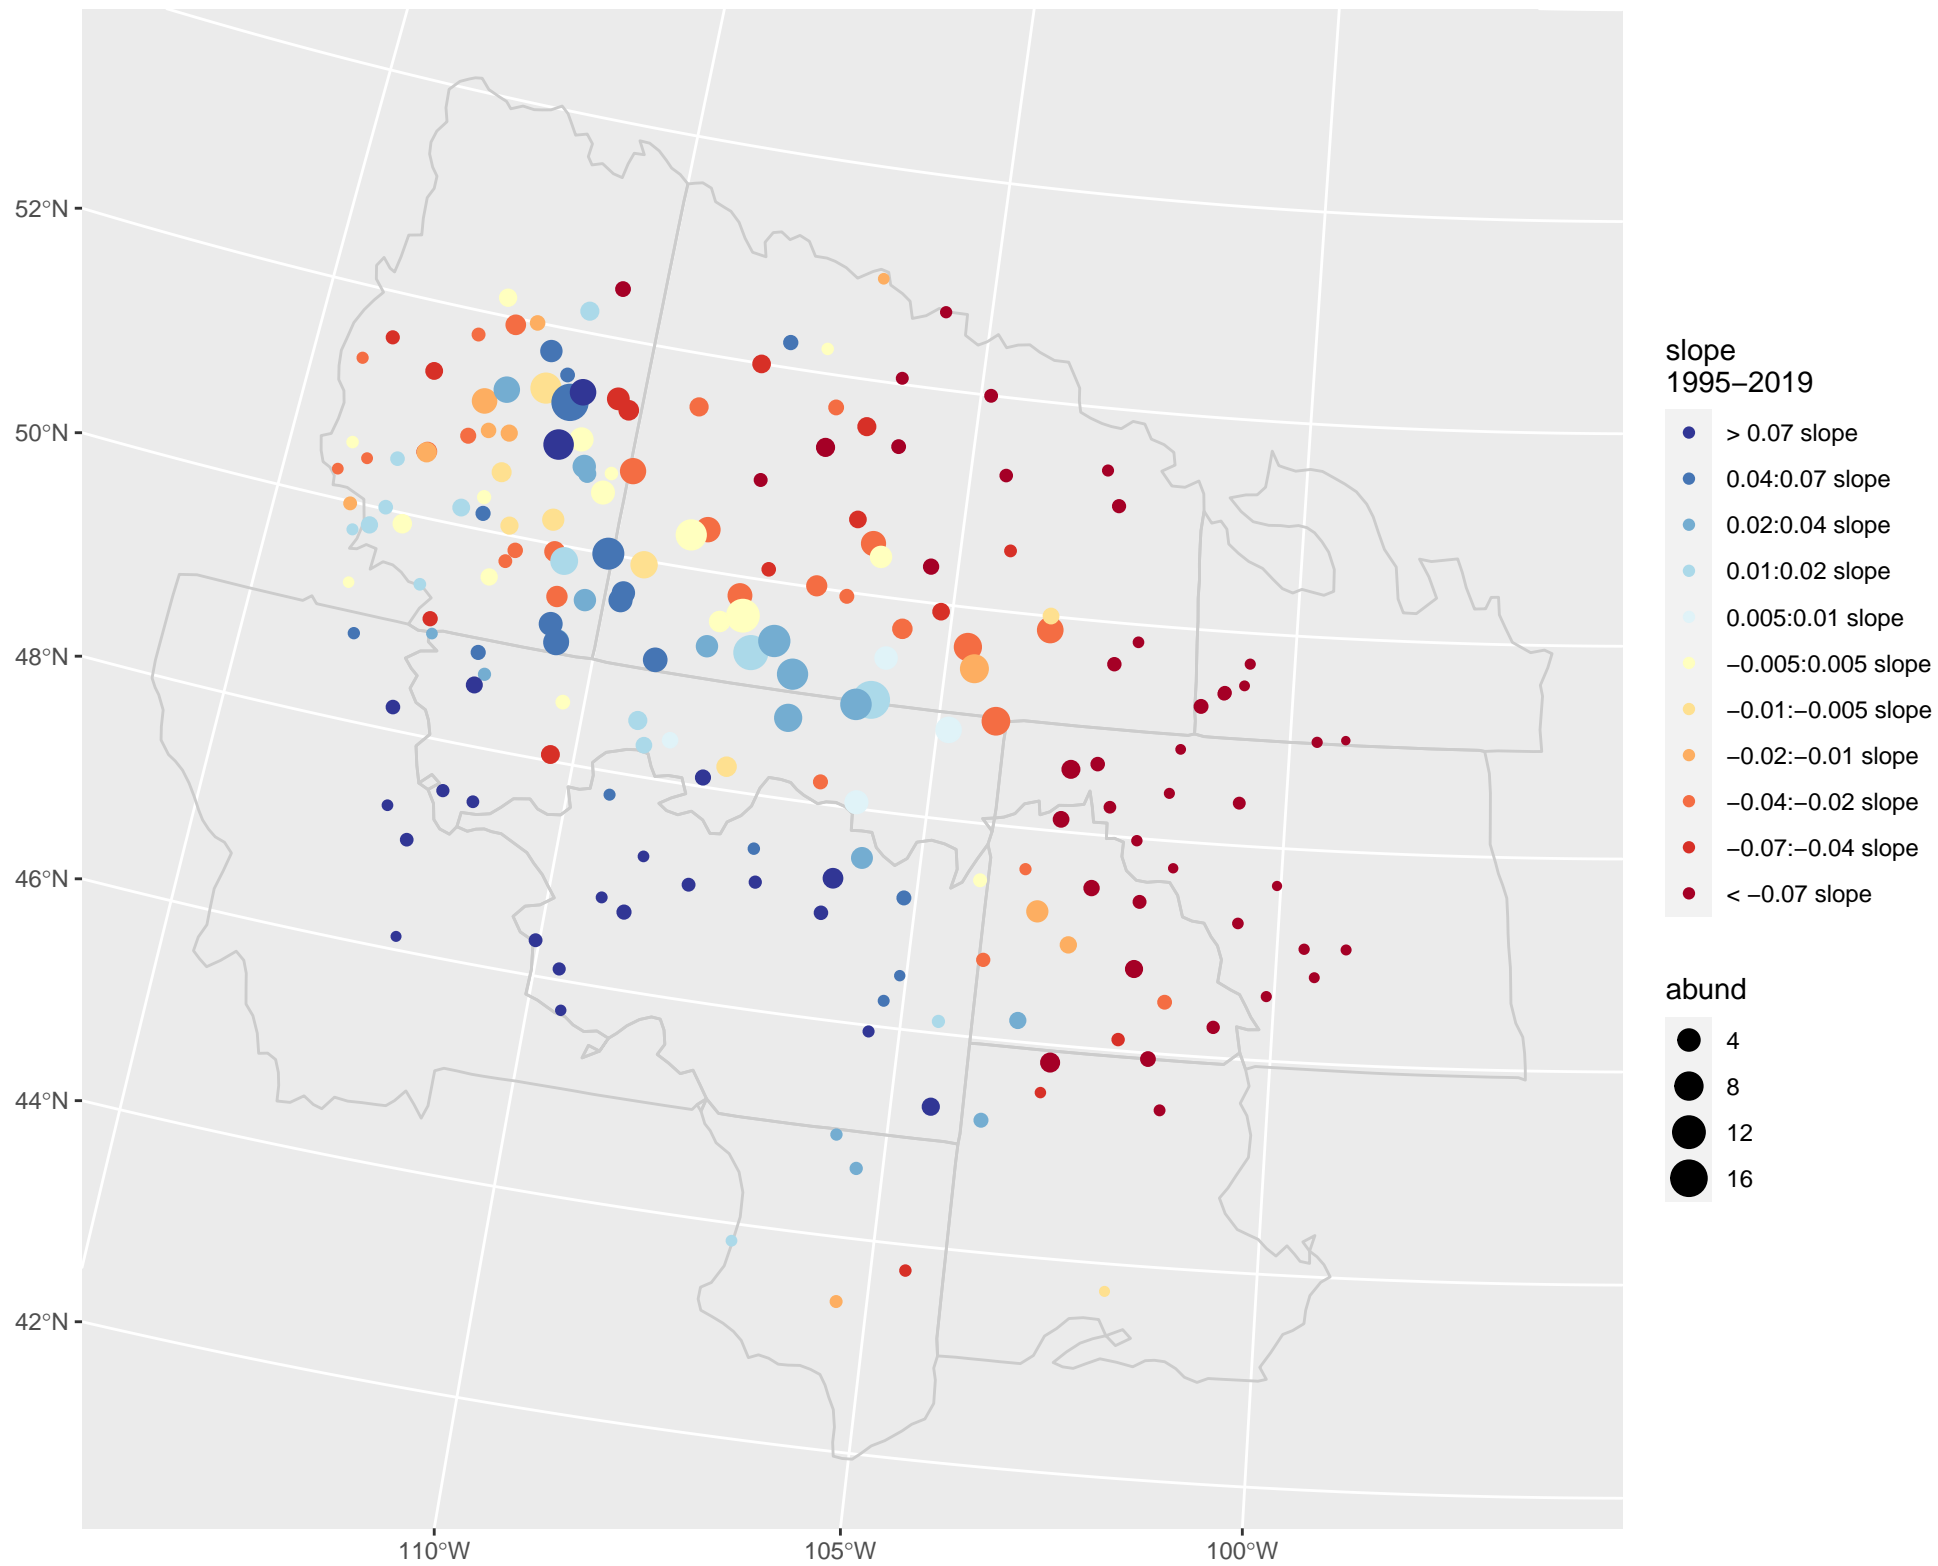 52°N
50°N
48°N
46°N
44°N
42°N
110°W
105°W
100°W
slope
1995−2019
> 0.07 slope
0.04:0.07 slope
0.02:0.04 slope
0.01:0.02 slope
0.005:0.01 slope
−0.005:0.005 slope
−0.01:−0.005 slope
−0.02:−0.01 slope
−0.04:−0.02 slope
−0.07:−0.04 slope
< −0.07 slope
abund
4
8
12
16